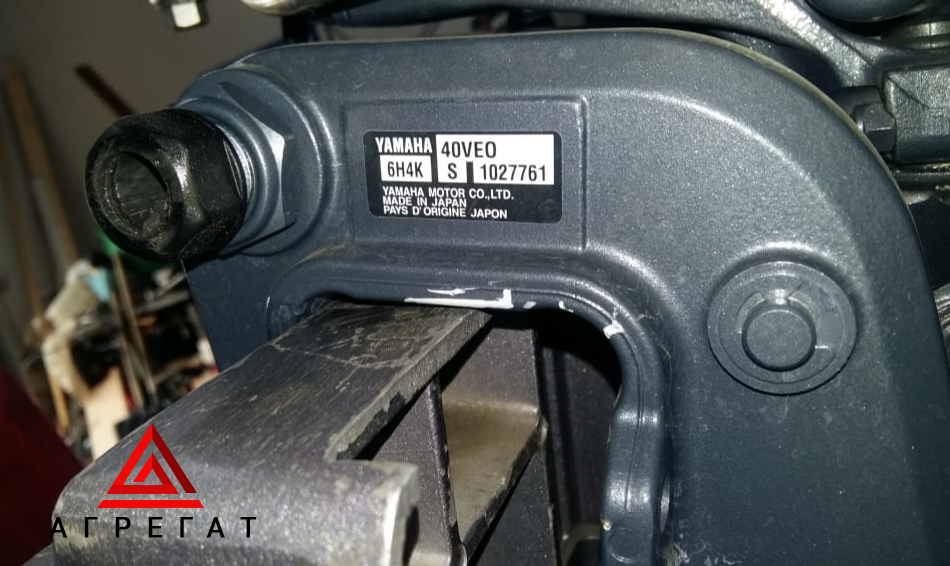 YAMAHA 40VEO
6H4K S 1027761
YAMAHA MOTOR CO.,LTD.
MADE IN JAPAN
PAYS D'ORIGINE JAPON
АГРЕГАТ